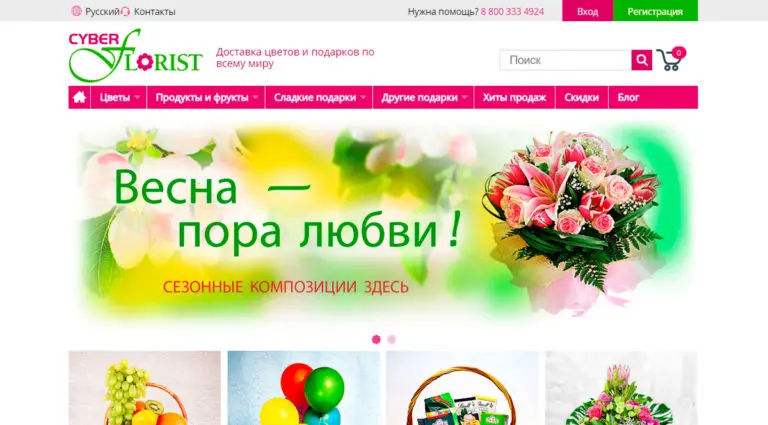 Русский
Контакты
Нужна помощь? 8 800 333 4924
Вход
Регистрация
CYBER
FLORIST
Доставка цветов и подарков по
всему миру
Поиск
0
Цветы
Продукты и фрукты
Сладкие подарки
Другие подарки
Хиты продаж
Скидки
Блог
Весна —
пора любви!
СЕЗОННЫЕ КОМПОЗИЦИИ ЗДЕСЬ